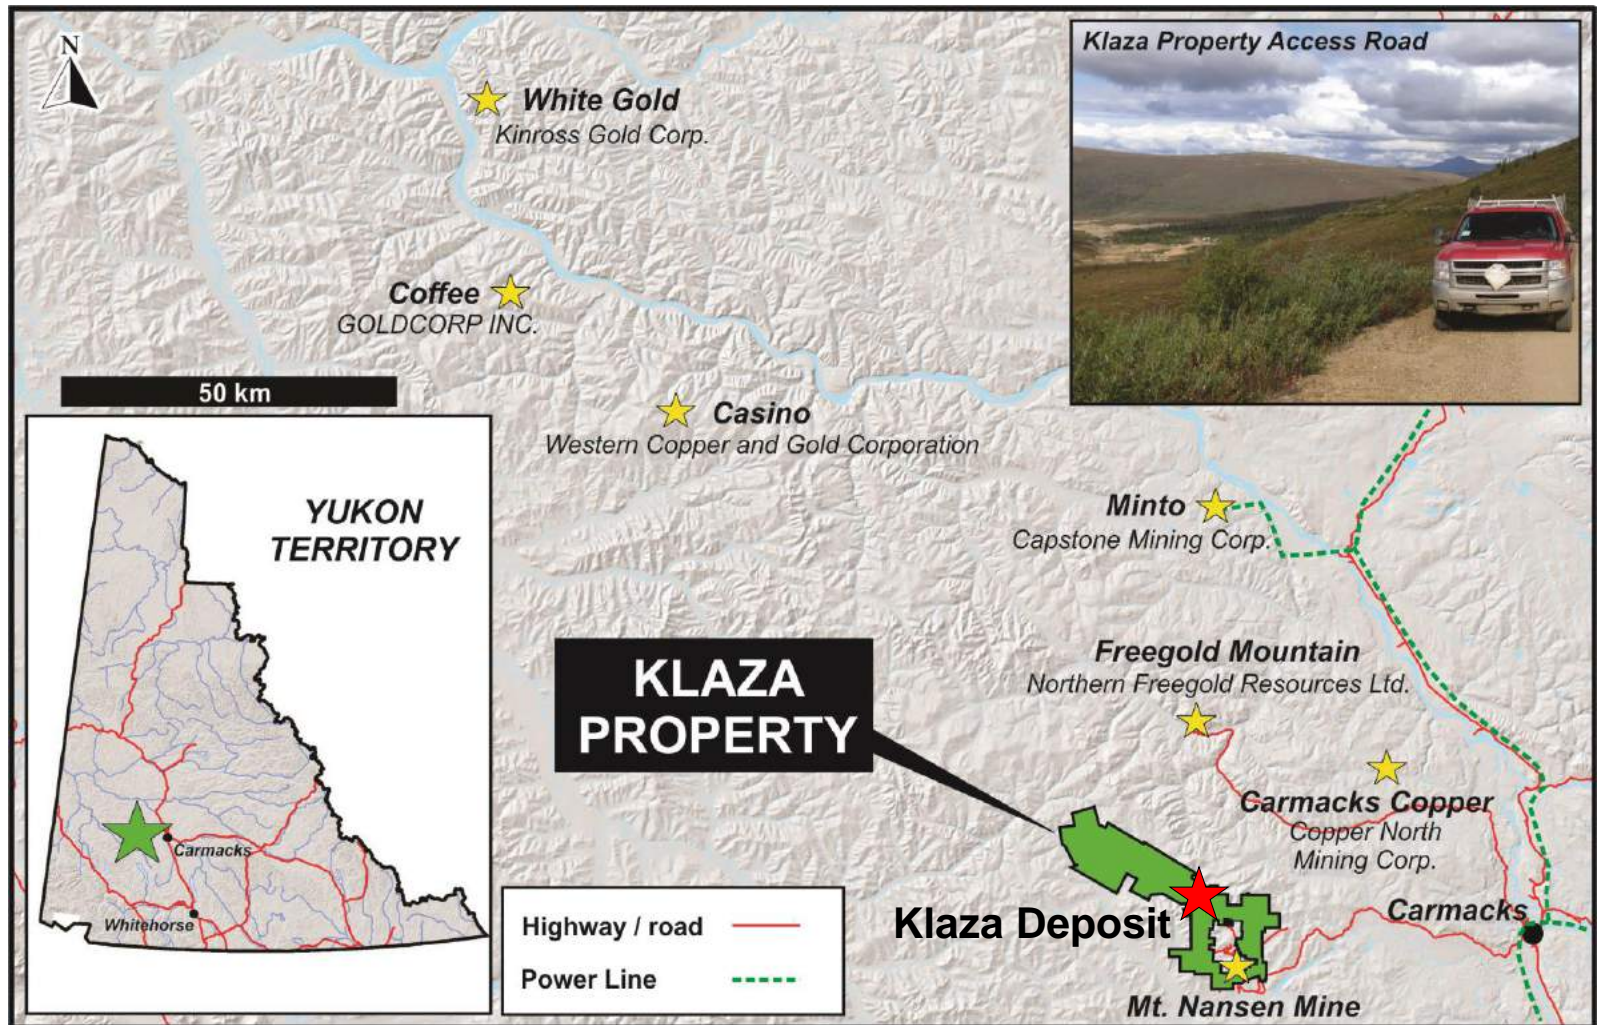 N
Klaza Property Access Road
White Gold
Kinross Gold Corp.
Coffee
GOLDCORP INC.
50 km
Casino
Western Copper and Gold Corporation
YUKON
TERRITORY
Minto
Capstone Mining Corp.
KLAZA
PROPERTY
Freegold Mountain
Northern Freegold Resources Ltd.
Carmacks Copper
Copper North
Mining Corp.
Carmacks
Whitehorse
Highway / road
Power Line
Klaza Deposit
Carmacks
Mt. Nansen Mine